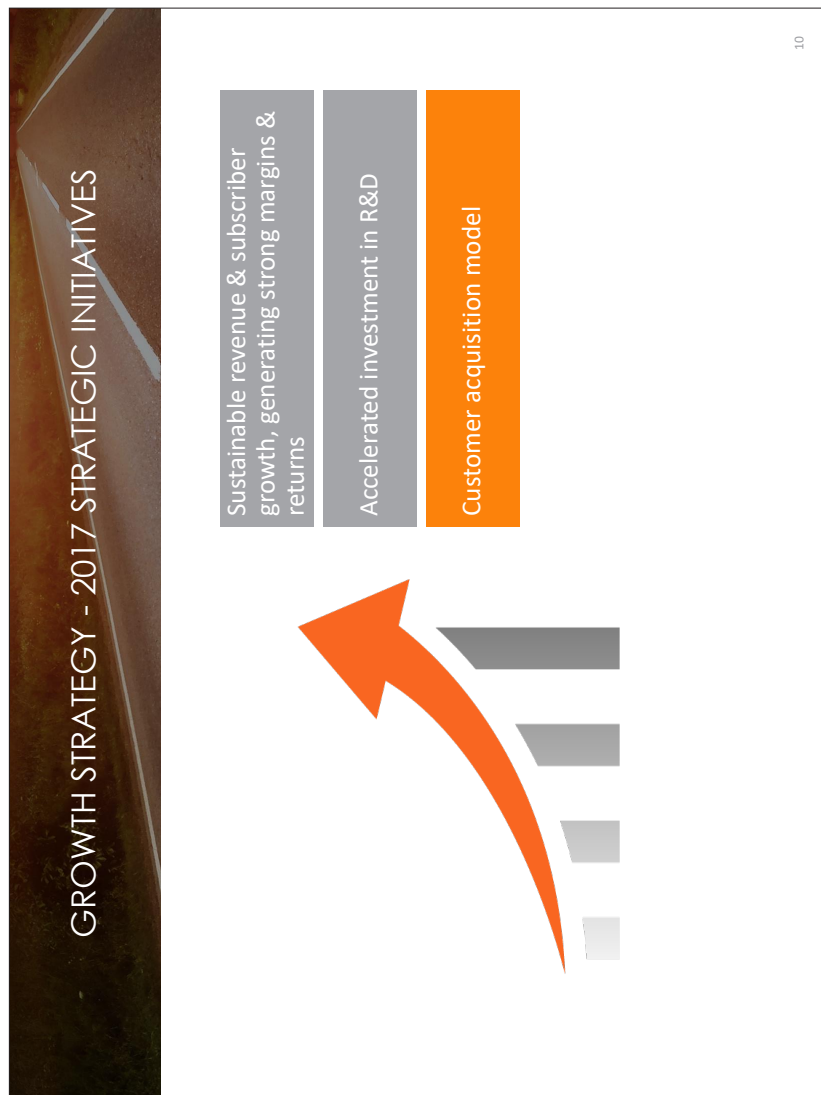 GROWTH STRATEGY - 2017 STRATEGIC INITIATIVES
Sustainable revenue & subscriber
growth, generating strong margins &
returns
Accelerated investment in R&D
Customer acquisition model
10